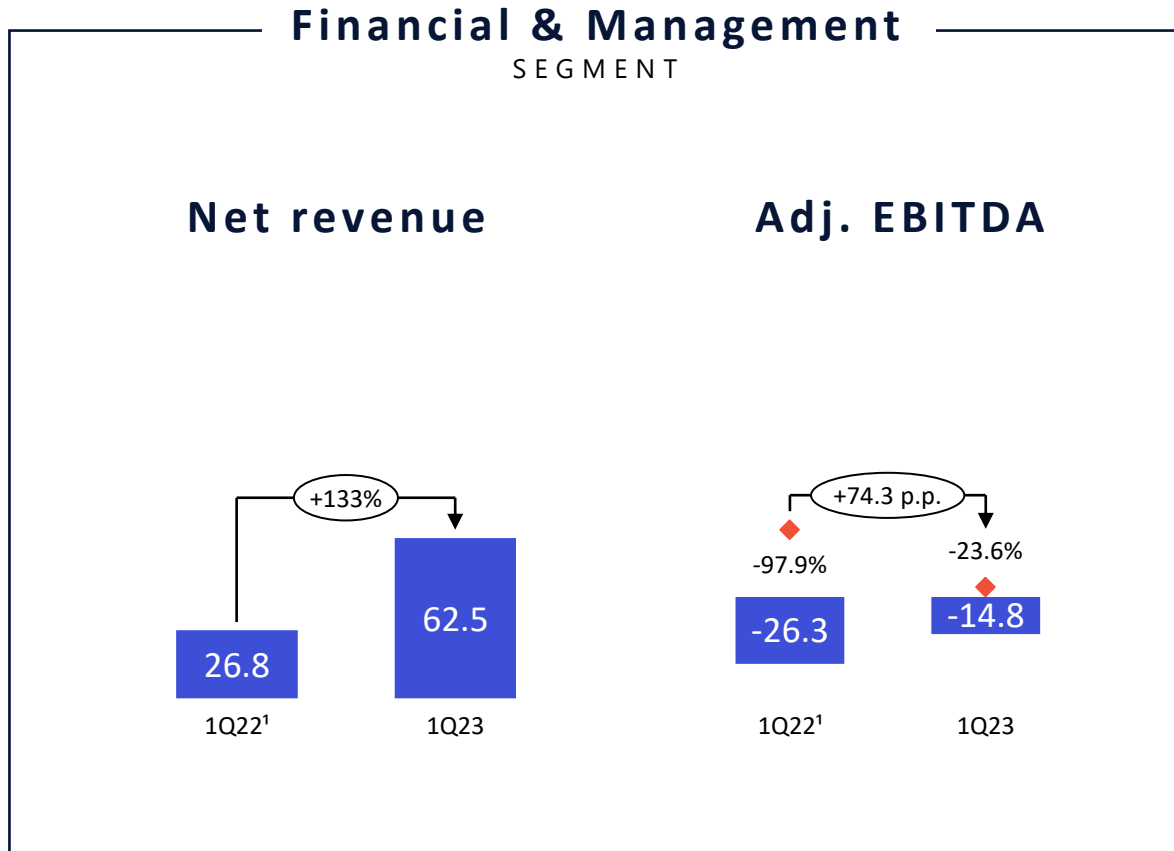 Financial & Management
SEGMENT
Net revenue
Adj. EBITDA
+133%
26.8
62.5
1Q22¹
1Q23
+74.3 p.p.
-97.9%
-23.6%
-26.3
-14.8
1Q22¹
1Q23